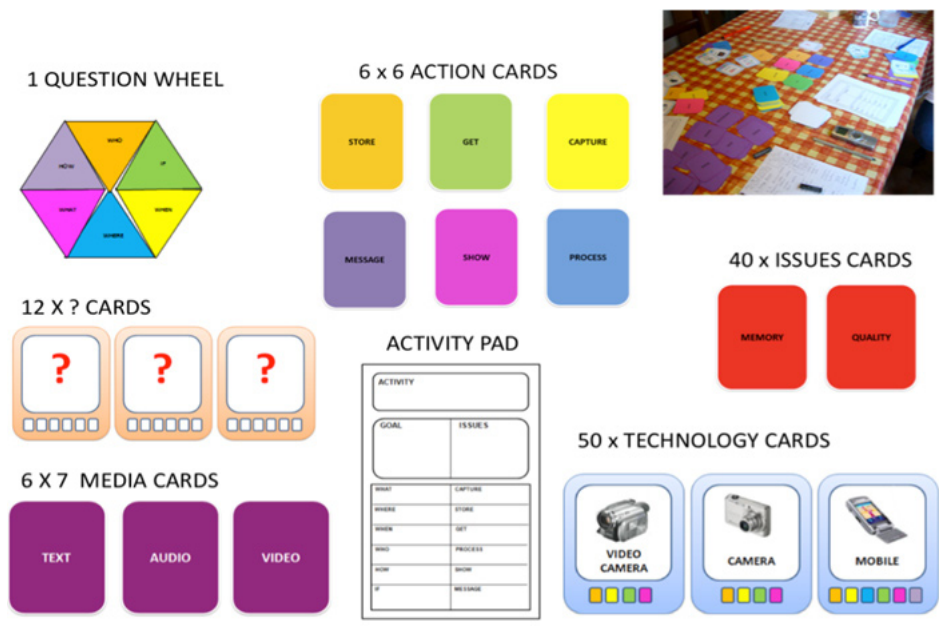 1 QUESTION WHEEL
WHO
IF
WHEN
WHERE
WHAT
HOW
6 x 6 ACTION CARDS
STORE
GET
CAPTURE
MESSAGE
SHOW
PROCESS
40 x ISSUES CARDS
MEMORY
QUALITY
12 X ? CARDS
? ? ?
ACTIVITY PAD
ACTIVITY
GOAL ISSUES
WHAT CAPTURE
WHERE STORE
WHEN GET
WHO PROCESS
HOW SHOW
IF MESSAGE
50 x TECHNOLOGY CARDS
VIDEO
CAMERA
CAMERA
MOBILE
6 X 7 MEDIA CARDS
TEXT
AUDIO
VIDEO